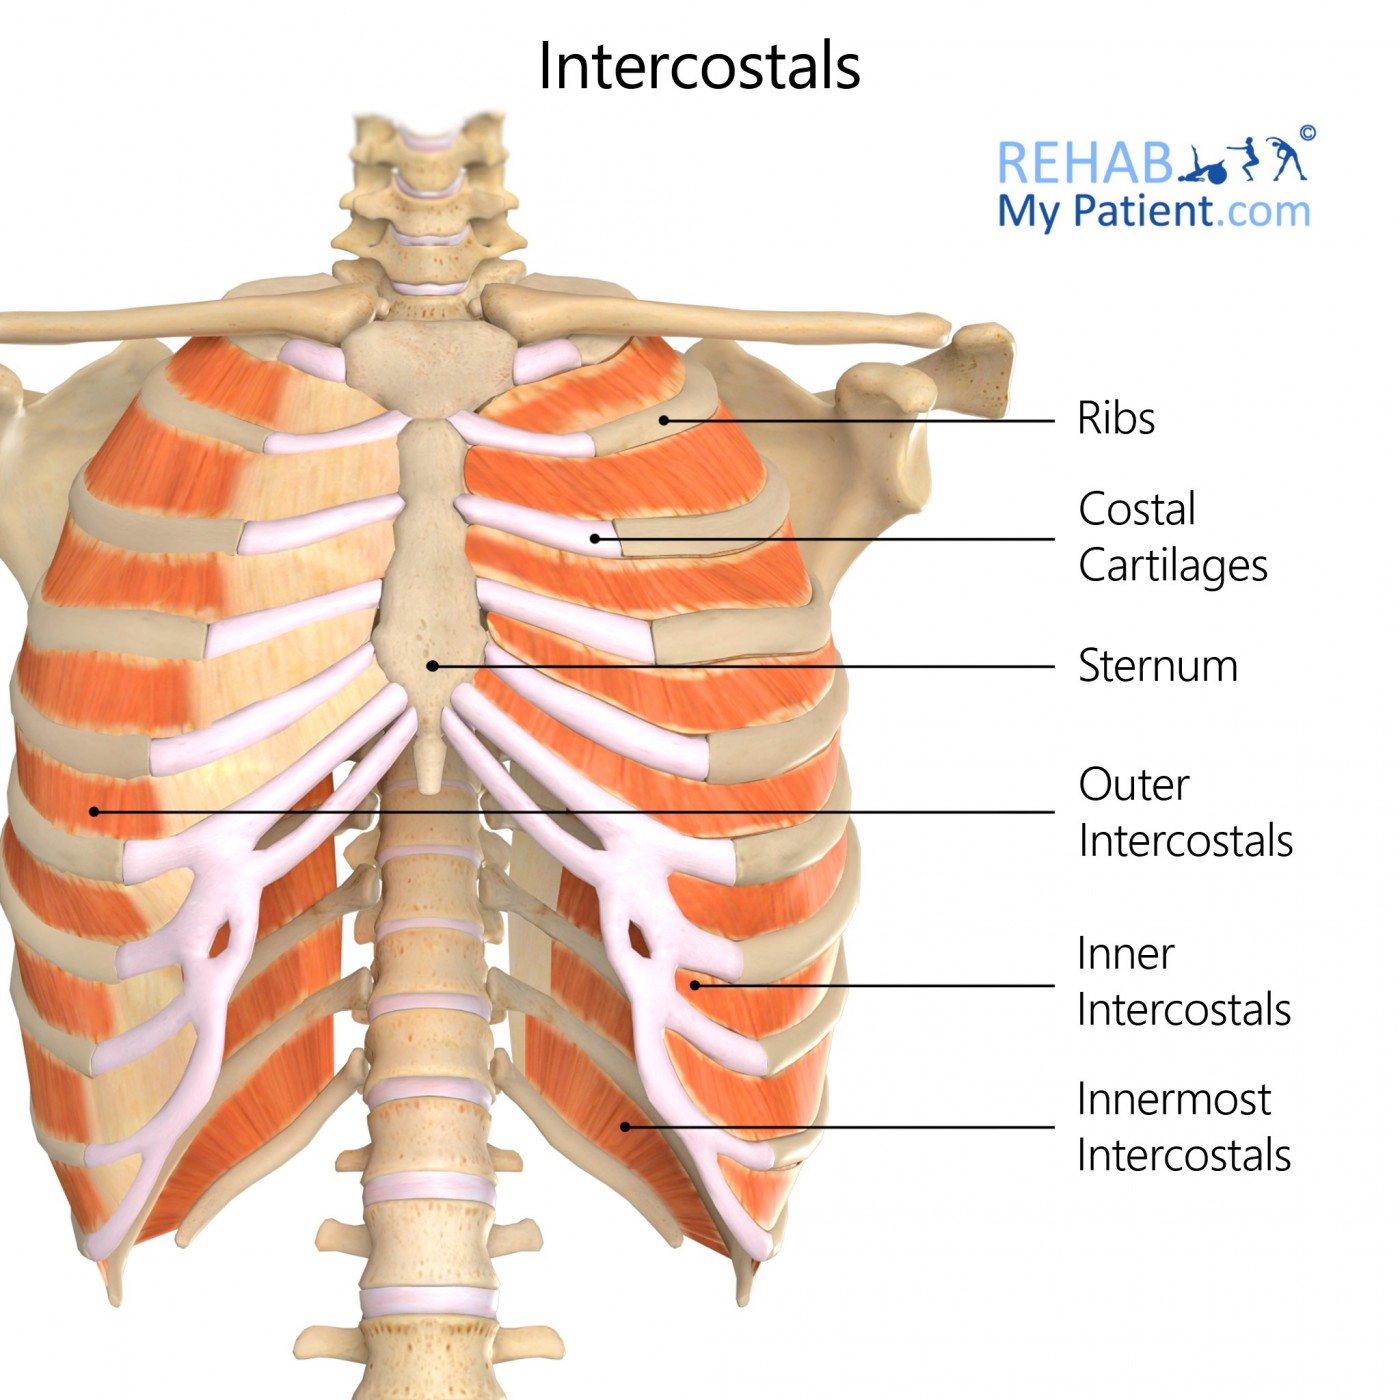 Intercostals
©
REHAB
My Patient.com
Ribs
Costal
Cartilages
Sternum
Outer
Intercostals
Inner
Intercostals
Innermost
Intercostals